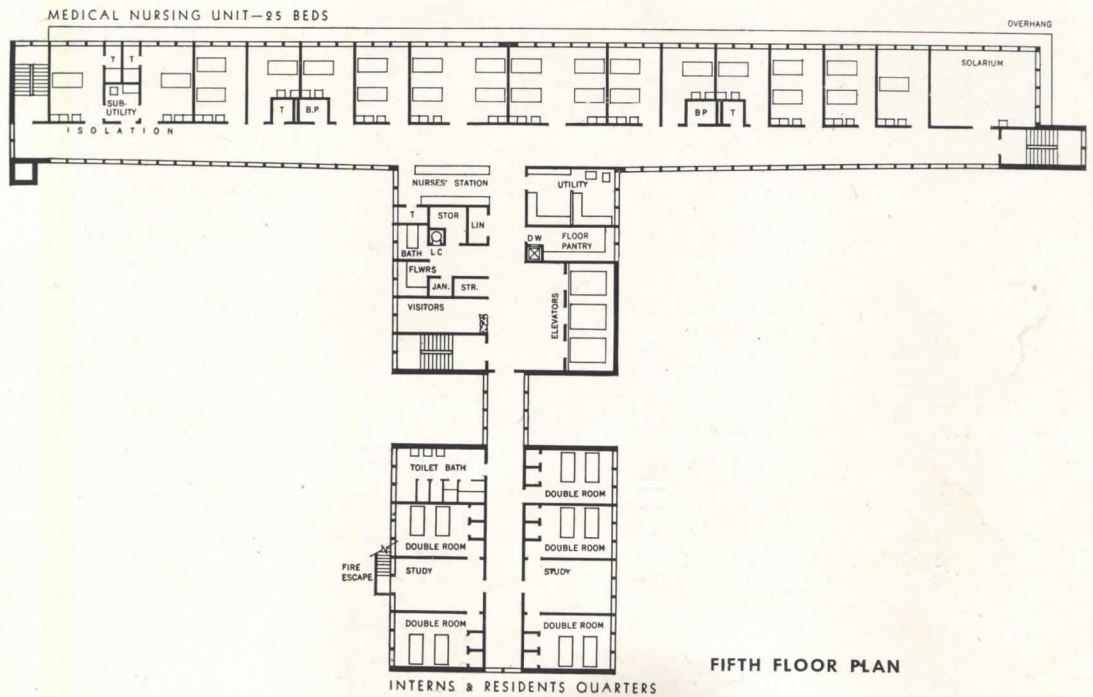 MEDICAL NURSING UNIT—25 BEDS
OVERHANG
SOLARIUM
T T
SUB-
UTILITY
T
B.P.
BP
T
ISOLATION
NURSES' STATION
UTILITY
T
STOR
LIN
BATH
LC
DW
FLOOR
PANTRY
FLWRS
JAN.
STR.
VISITORS
ELEVATORS
TOILET BATH
DOUBLE ROOM
DOUBLE ROOM
DOUBLE ROOM
FIRE
ESCAPE
STUDY
STUDY
DOUBLE ROOM
DOUBLE ROOM
FIFTH FLOOR PLAN
INTERNS & RESIDENTS QUARTERS